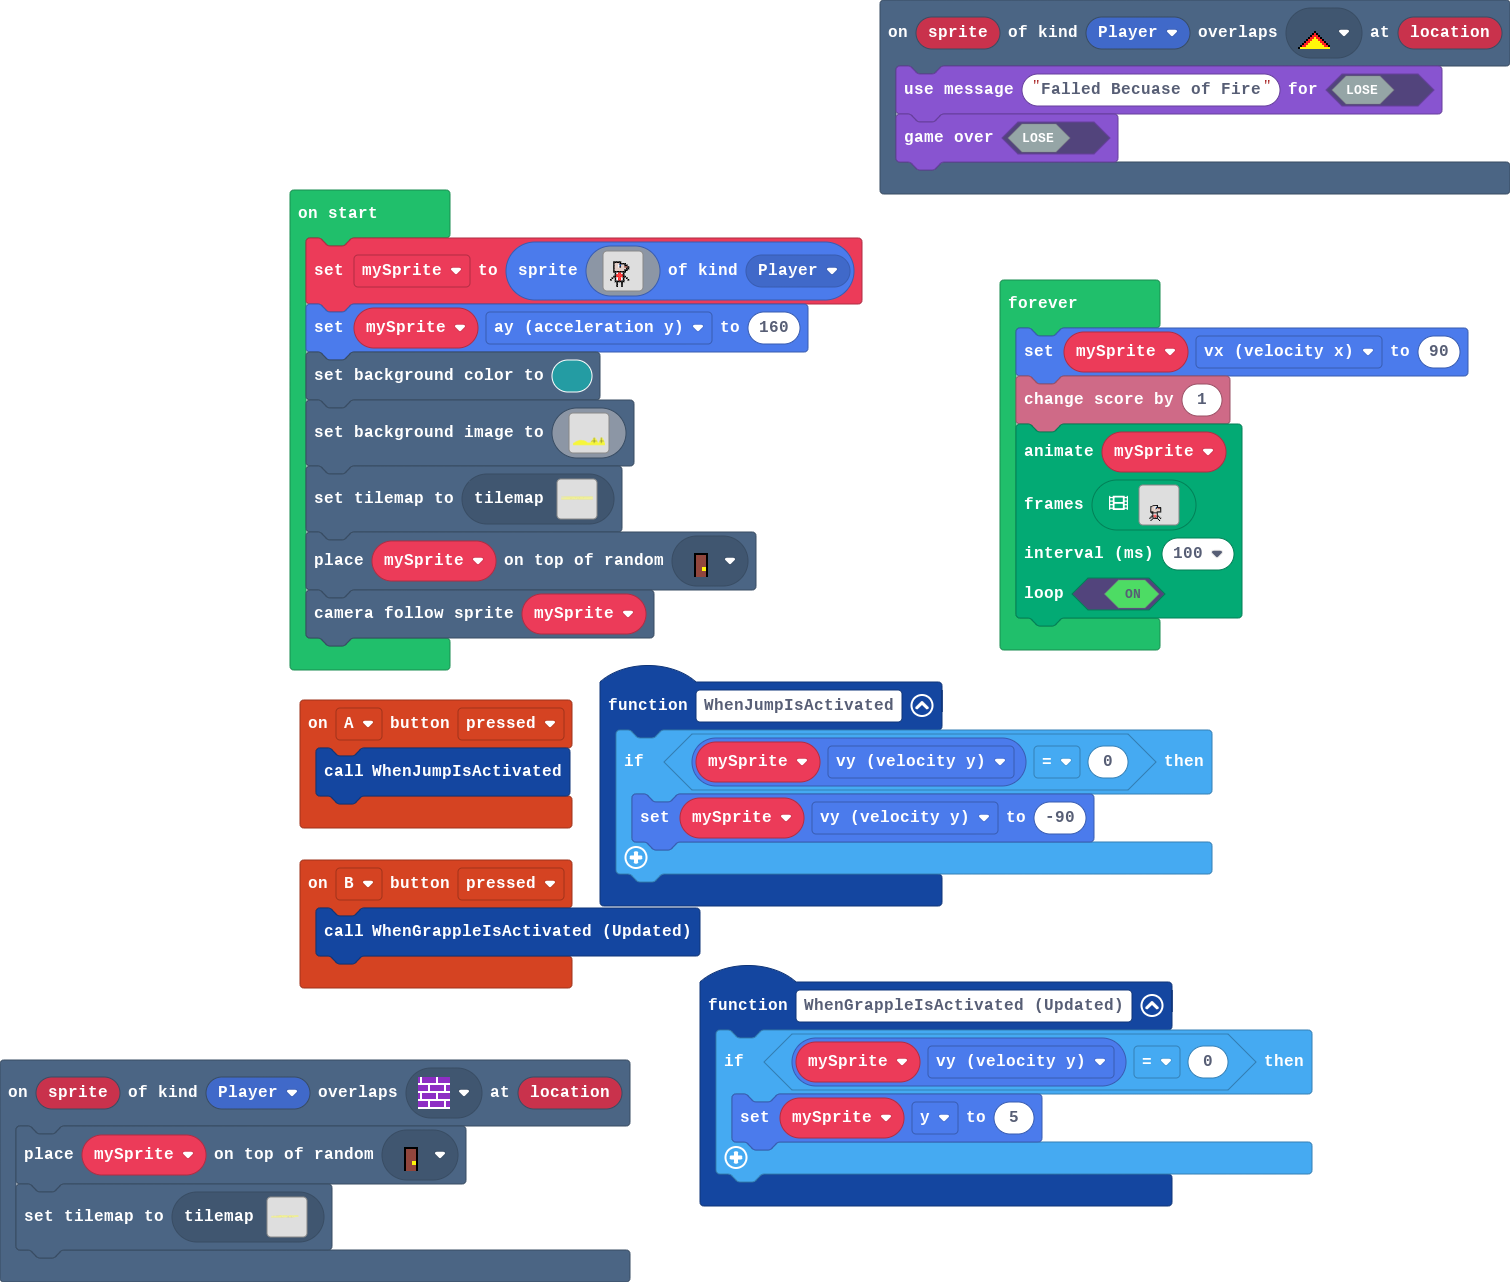 on sprite of kind Player overlaps at location
use message "Falled Becuase of Fire" for LOSE
game over LOSE
on start
set mySprite to sprite of kind Player
set mySprite ay (acceleration y) to 160
set background color to
set background image to
set tilemap to tilemap
place mySprite on top of random
camera follow sprite mySprite
forever
set mySprite vx (velocity x) to 90
change score by 1
animate mySprite
frames
interval (ms) 100
loop ON
on A button pressed
call WhenJumpIsActivated
function WhenJumpIsActivated
if mySprite vy (velocity y) = 0 then
set mySprite vy (velocity y) to -90
on B button pressed
call WhenGrappleIsActivated (Updated)
function WhenGrappleIsActivated (Updated)
if mySprite vy (velocity y) = 0 then
set mySprite y to 5
on sprite of kind Player overlaps at location
place mySprite on top of random
set tilemap to tilemap